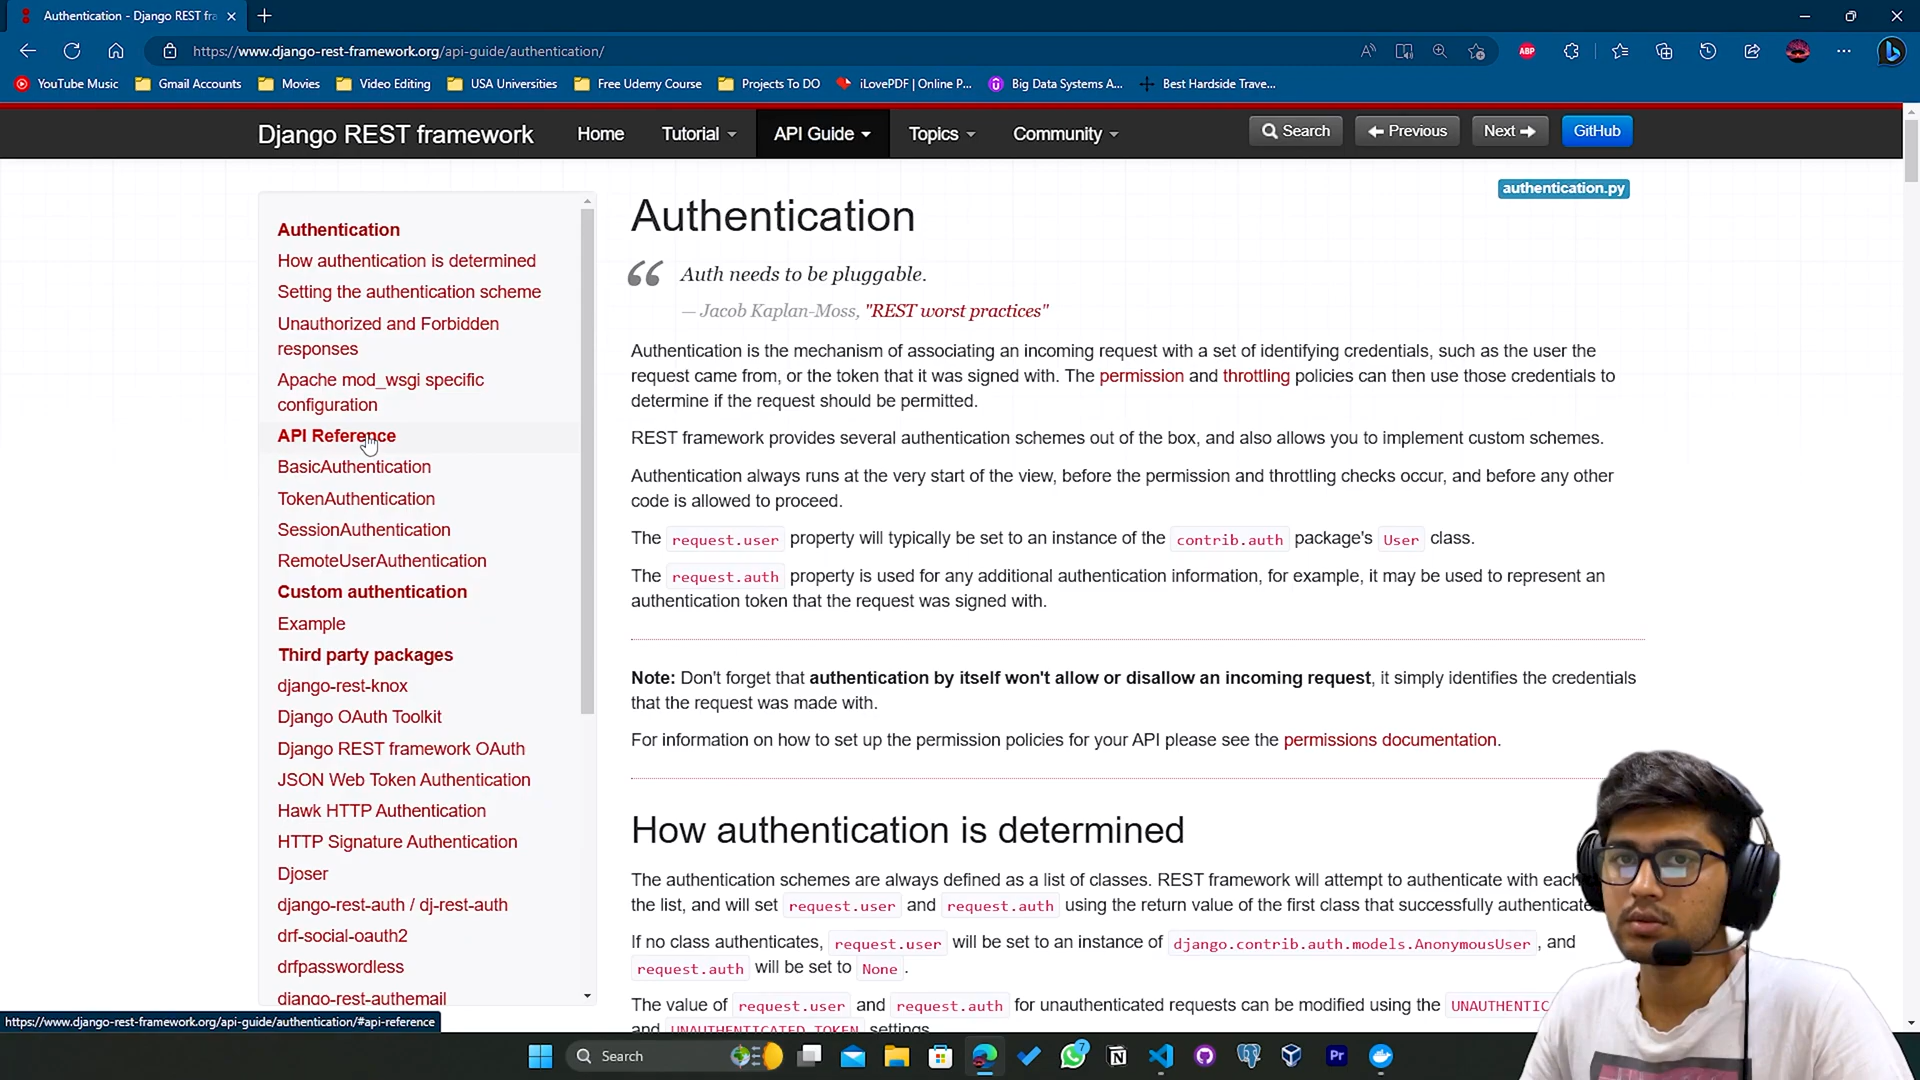 Authentication - Django REST fra
https://www.django-rest-framework.org/api-guide/authentication/
ABP
YouTube Music
Gmail Accounts
Movies
Video Editing
USA Universities
Free Udemy Course
Projects To DO
iLovePDF | Online P...
Big Data Systems A...
Best Hardside Trave...
Django REST framework
Home
Tutorial
API Guide
Topics
Community
Search
Previous
Next
GitHub
Authentication
How authentication is determined
Setting the authentication scheme
Unauthorized and Forbidden
responses
Apache mod_wsgi specific
configuration
API Reference
BasicAuthentication
TokenAuthentication
SessionAuthentication
RemoteUserAuthentication
Custom authentication
Example
Third party packages
django-rest-knox
Django OAuth Toolkit
Django REST framework OAuth
JSON Web Token Authentication
Hawk HTTP Authentication
HTTP Signature Authentication
Djoser
django-rest-auth / dj-rest-auth
drf-social-oauth2
drfpasswordless
django-rest-authemail
authentication.py
Authentication
Auth needs to be pluggable.
— Jacob Kaplan-Moss, "REST worst practices"
Authentication is the mechanism of associating an incoming request with a set of identifying credentials, such as the user the
request came from, or the token that it was signed with. The permission and throttling policies can then use those credentials to
determine if the request should be permitted.
REST framework provides several authentication schemes out of the box, and also allows you to implement custom schemes.
Authentication always runs at the very start of the view, before the permission and throttling checks occur, and before any other
code is allowed to proceed.
The request.user property will typically be set to an instance of the contrib.auth package's User class.
The request.auth property is used for any additional authentication information, for example, it may be used to represent an
authentication token that the request was signed with.
Note: Don't forget that authentication by itself won't allow or disallow an incoming request, it simply identifies the credentials
that the request was made with.
For information on how to set up the permission policies for your API please see the permissions documentation.
How authentication is determined
The authentication schemes are always defined as a list of classes. REST framework will attempt to authenticate with each
the list, and will set request.user and request.auth using the return value of the first class that successfully authenticate
If no class authenticates, request.user will be set to an instance of django.contrib.auth.models.AnonymousUser , and
request.auth will be set to None .
The value of request.user and request.auth for unauthenticated requests can be modified using the UNAUTHENTIC
and UNAUTHENTICATED_TOKEN settings.
https://www.django-rest-framework.org/api-guide/authentication/#api-reference
Search
7
Pr